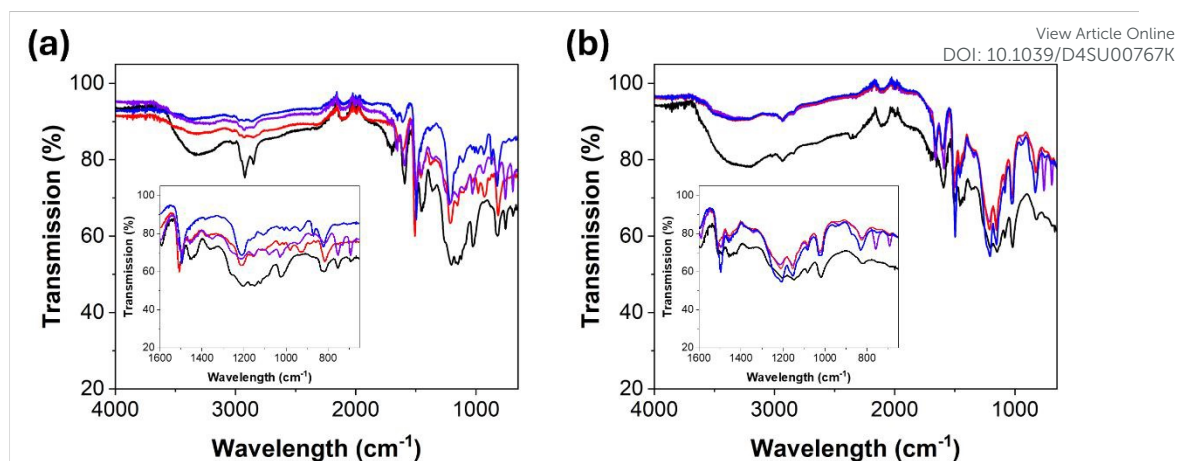 View Article Online
DOI: 10.1039/D4SU00767K
(a)
100
80
60
40
20
Transmission (%)
4000 3000 2000 1000
Wavelength (cm⁻¹)
100
80
60
40
20
Transmission (%)
1600 1400 1200 1000 800
Wavelength (cm⁻¹)
(b)
100
80
60
40
20
Transmission (%)
4000 3000 2000 1000
Wavelength (cm⁻¹)
100
80
60
40
20
Transmission (%)
1600 1400 1200 1000 800
Wavelength (cm⁻¹)